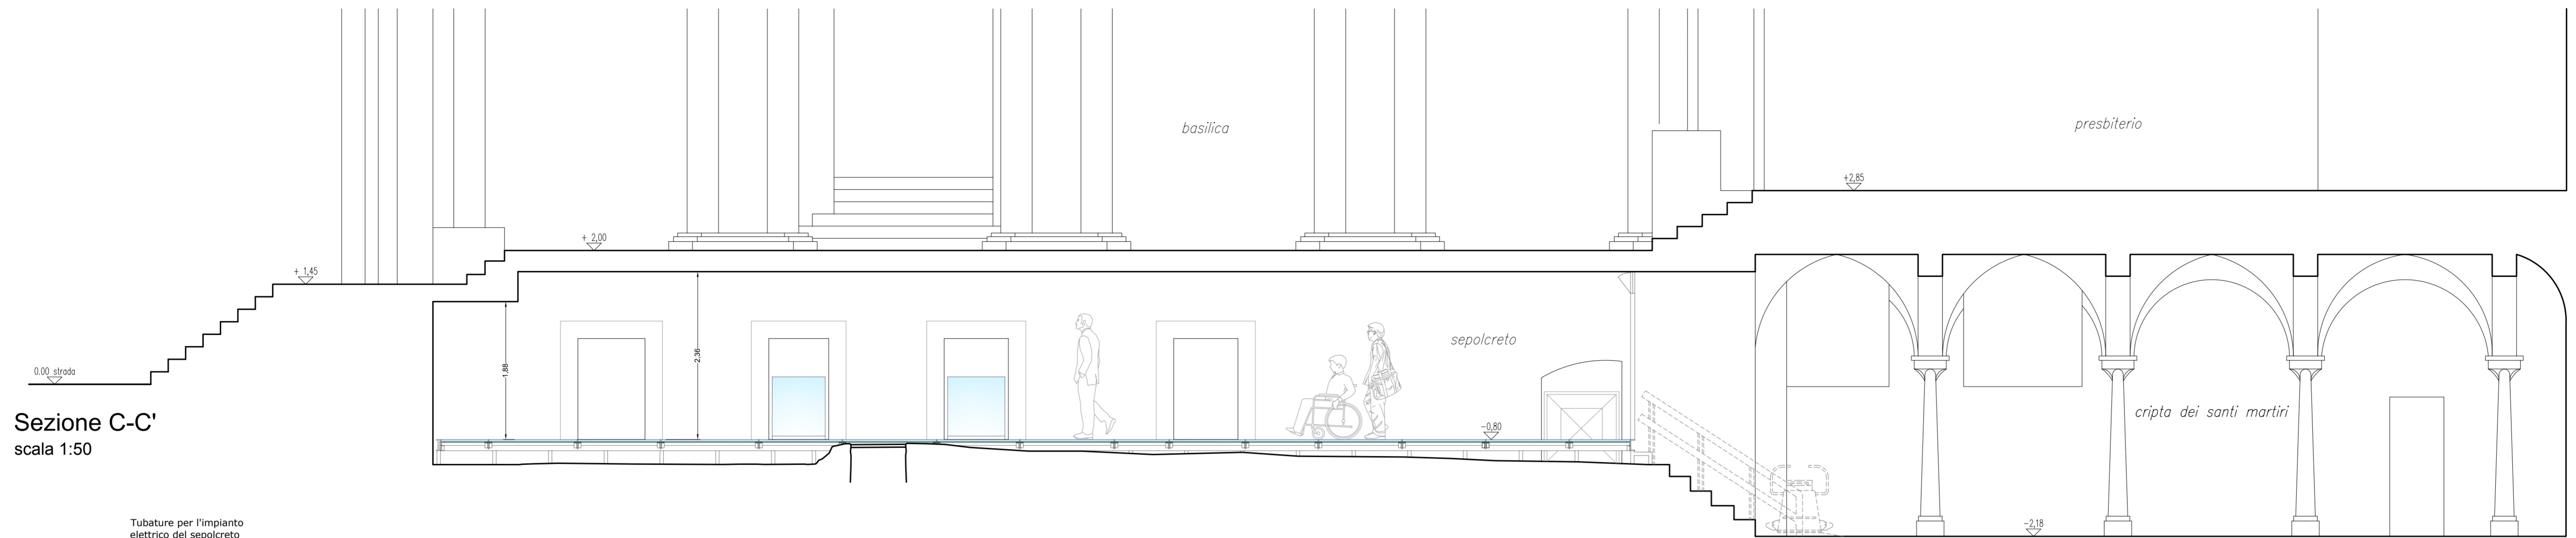 basilica
presbiterio
+2,85
+ 2,00
+ 1,45
1,88
2,36
sepolcreto
0.00 strada
cripta dei santi martiri
Sezione C-C'
scala 1:50
-0,80
-2,18
Tubature per l'impianto
elettrico del sepolcreto